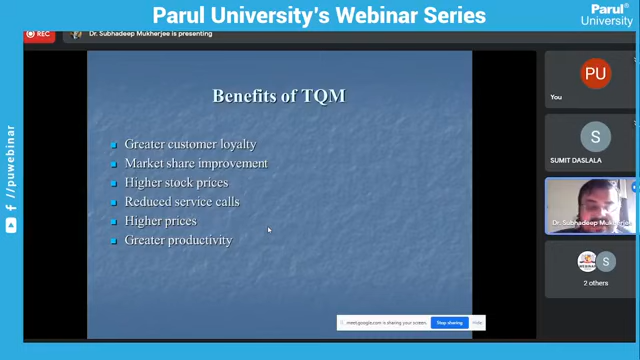 Parul University's Webinar Series
Parul®
University
REC
Dr. Subhadeep Mukherjee is presenting
/puwebinar
Benefits of TQM
Greater customer loyalty
Market share improvement
Higher stock prices
Reduced service calls
Higher prices
Greater productivity
PU
You
S
SUMIT DASLALA
Dr. Subhadeep Mukherjee
S
2 others
meet.google.com is sharing your screen.
Stop sharing
Hide